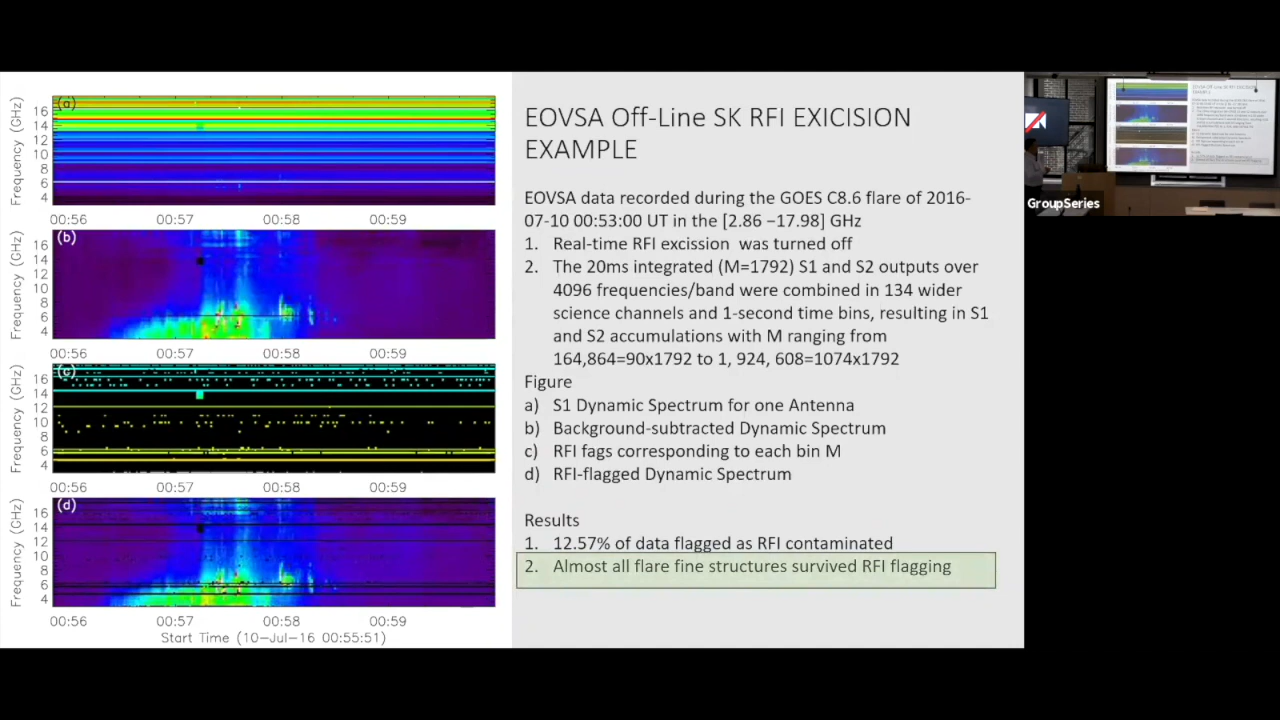 (a)
Frequency (GHz)
16
14
12
10
8
6
4
00:56 00:57 00:58 00:59
(b)
Frequency (GHz)
16
14
12
10
8
6
4
00:56 00:57 00:58 00:59
(c)
Frequency (GHz)
16
14
12
10
8
6
4
00:56 00:57 00:58 00:59
(d)
Frequency (GHz)
16
14
12
10
8
6
4
00:56 00:57 00:58 00:59
Start Time (10-Jul-16 00:55:51)
EOVSA Off-Line SK RFI EXCISION
EXAMPLE
EOVSA data recorded during the GOES C8.6 flare of 2016-
07-10 00:53:00 UT in the [2.86 –17.98] GHz
1. Real-time RFI excission was turned off
2. The 20ms integrated (M=1792) S1 and S2 outputs over
4096 frequencies/band were combined in 134 wider
science channels and 1-second time bins, resulting in S1
and S2 accumulations with M ranging from
164,864=90x1792 to 1, 924, 608=1074x1792
Figure
a) S1 Dynamic Spectrum for one Antenna
b) Background-subtracted Dynamic Spectrum
c) RFI fags corresponding to each bin M
d) RFI-flagged Dynamic Spectrum
Results
1. 12.57% of data flagged as RFI contaminated
2. Almost all flare fine structures survived RFI flagging
GroupSeries